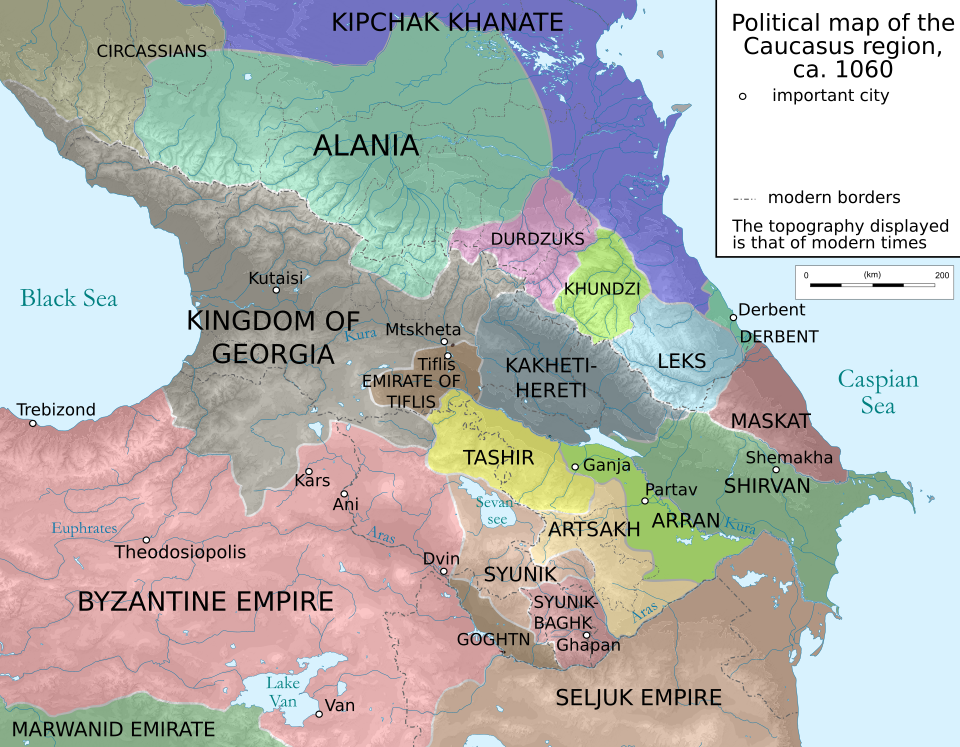 KIPCHAK KHANATE
Political map of the
Caucasus region,
ca. 1060
important city
modern borders
The topography displayed
is that of modern times
0 (km) 200
CIRCASSIANS
ALANIA
DURDZUKS
KHUNDZI
Kutaisi
Black Sea
KINGDOM OF
GEORGIA
Kura
Mtskheta
Tiflis
EMIRATE OF
TIFLIS
KAKHETI-
HERETI
LEKS
Derbent
DERBENT
Caspian
Sea
MASKAT
Trebizond
TASHIR
Ganja
Shemakha
SHIRVAN
Kars
Ani
Partav
Sevan
see
ARTSAKH
ARRAN
Kura
Euphrates
Aras
Theodosiopolis
Dvin
SYUNIK
BYZANTINE EMPIRE
SYUNIK-
BAGHK
Aras
GOGHTN
Ghapan
Lake
Van
Van
SELJUK EMPIRE
MARWANID EMIRATE